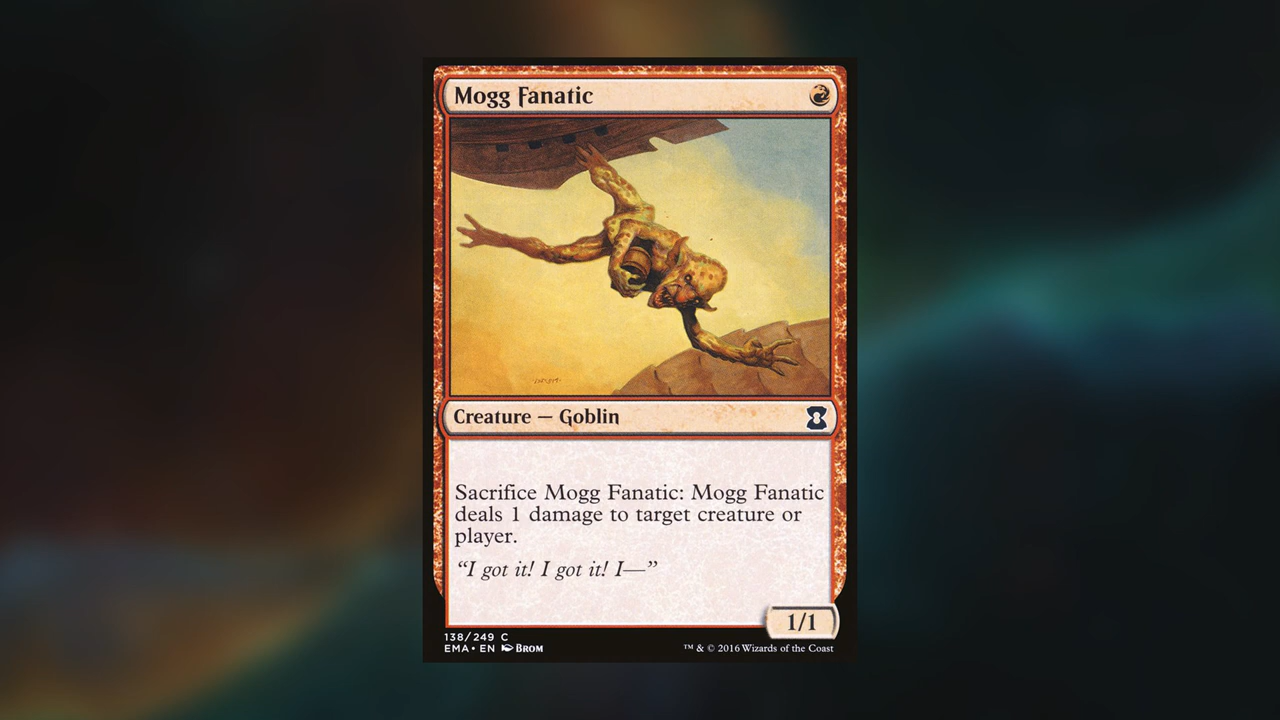 Mogg Fanatic
Creature — Goblin
Sacrifice Mogg Fanatic: Mogg Fanatic
deals 1 damage to target creature or
player.
“I got it! I got it! I—”
1/1
138/249 C
EMA • EN Brom
™ & © 2016 Wizards of the Coast